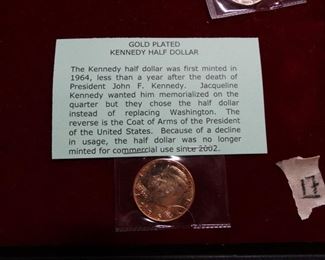 GOLD PLATED
KENNEDY HALF DOLLAR
The Kennedy half dollar was first minted in
1964, less than a year after the death of
President John F. Kennedy. Jacqueline
Kennedy wanted him memorialized on the
quarter but they chose the half dollar
instead of replacing Washington. The
reverse is the Coat of Arms of the President
of the United States. Because of a decline
in usage, the half dollar was no longer
minted for commercial use since 2002.
17